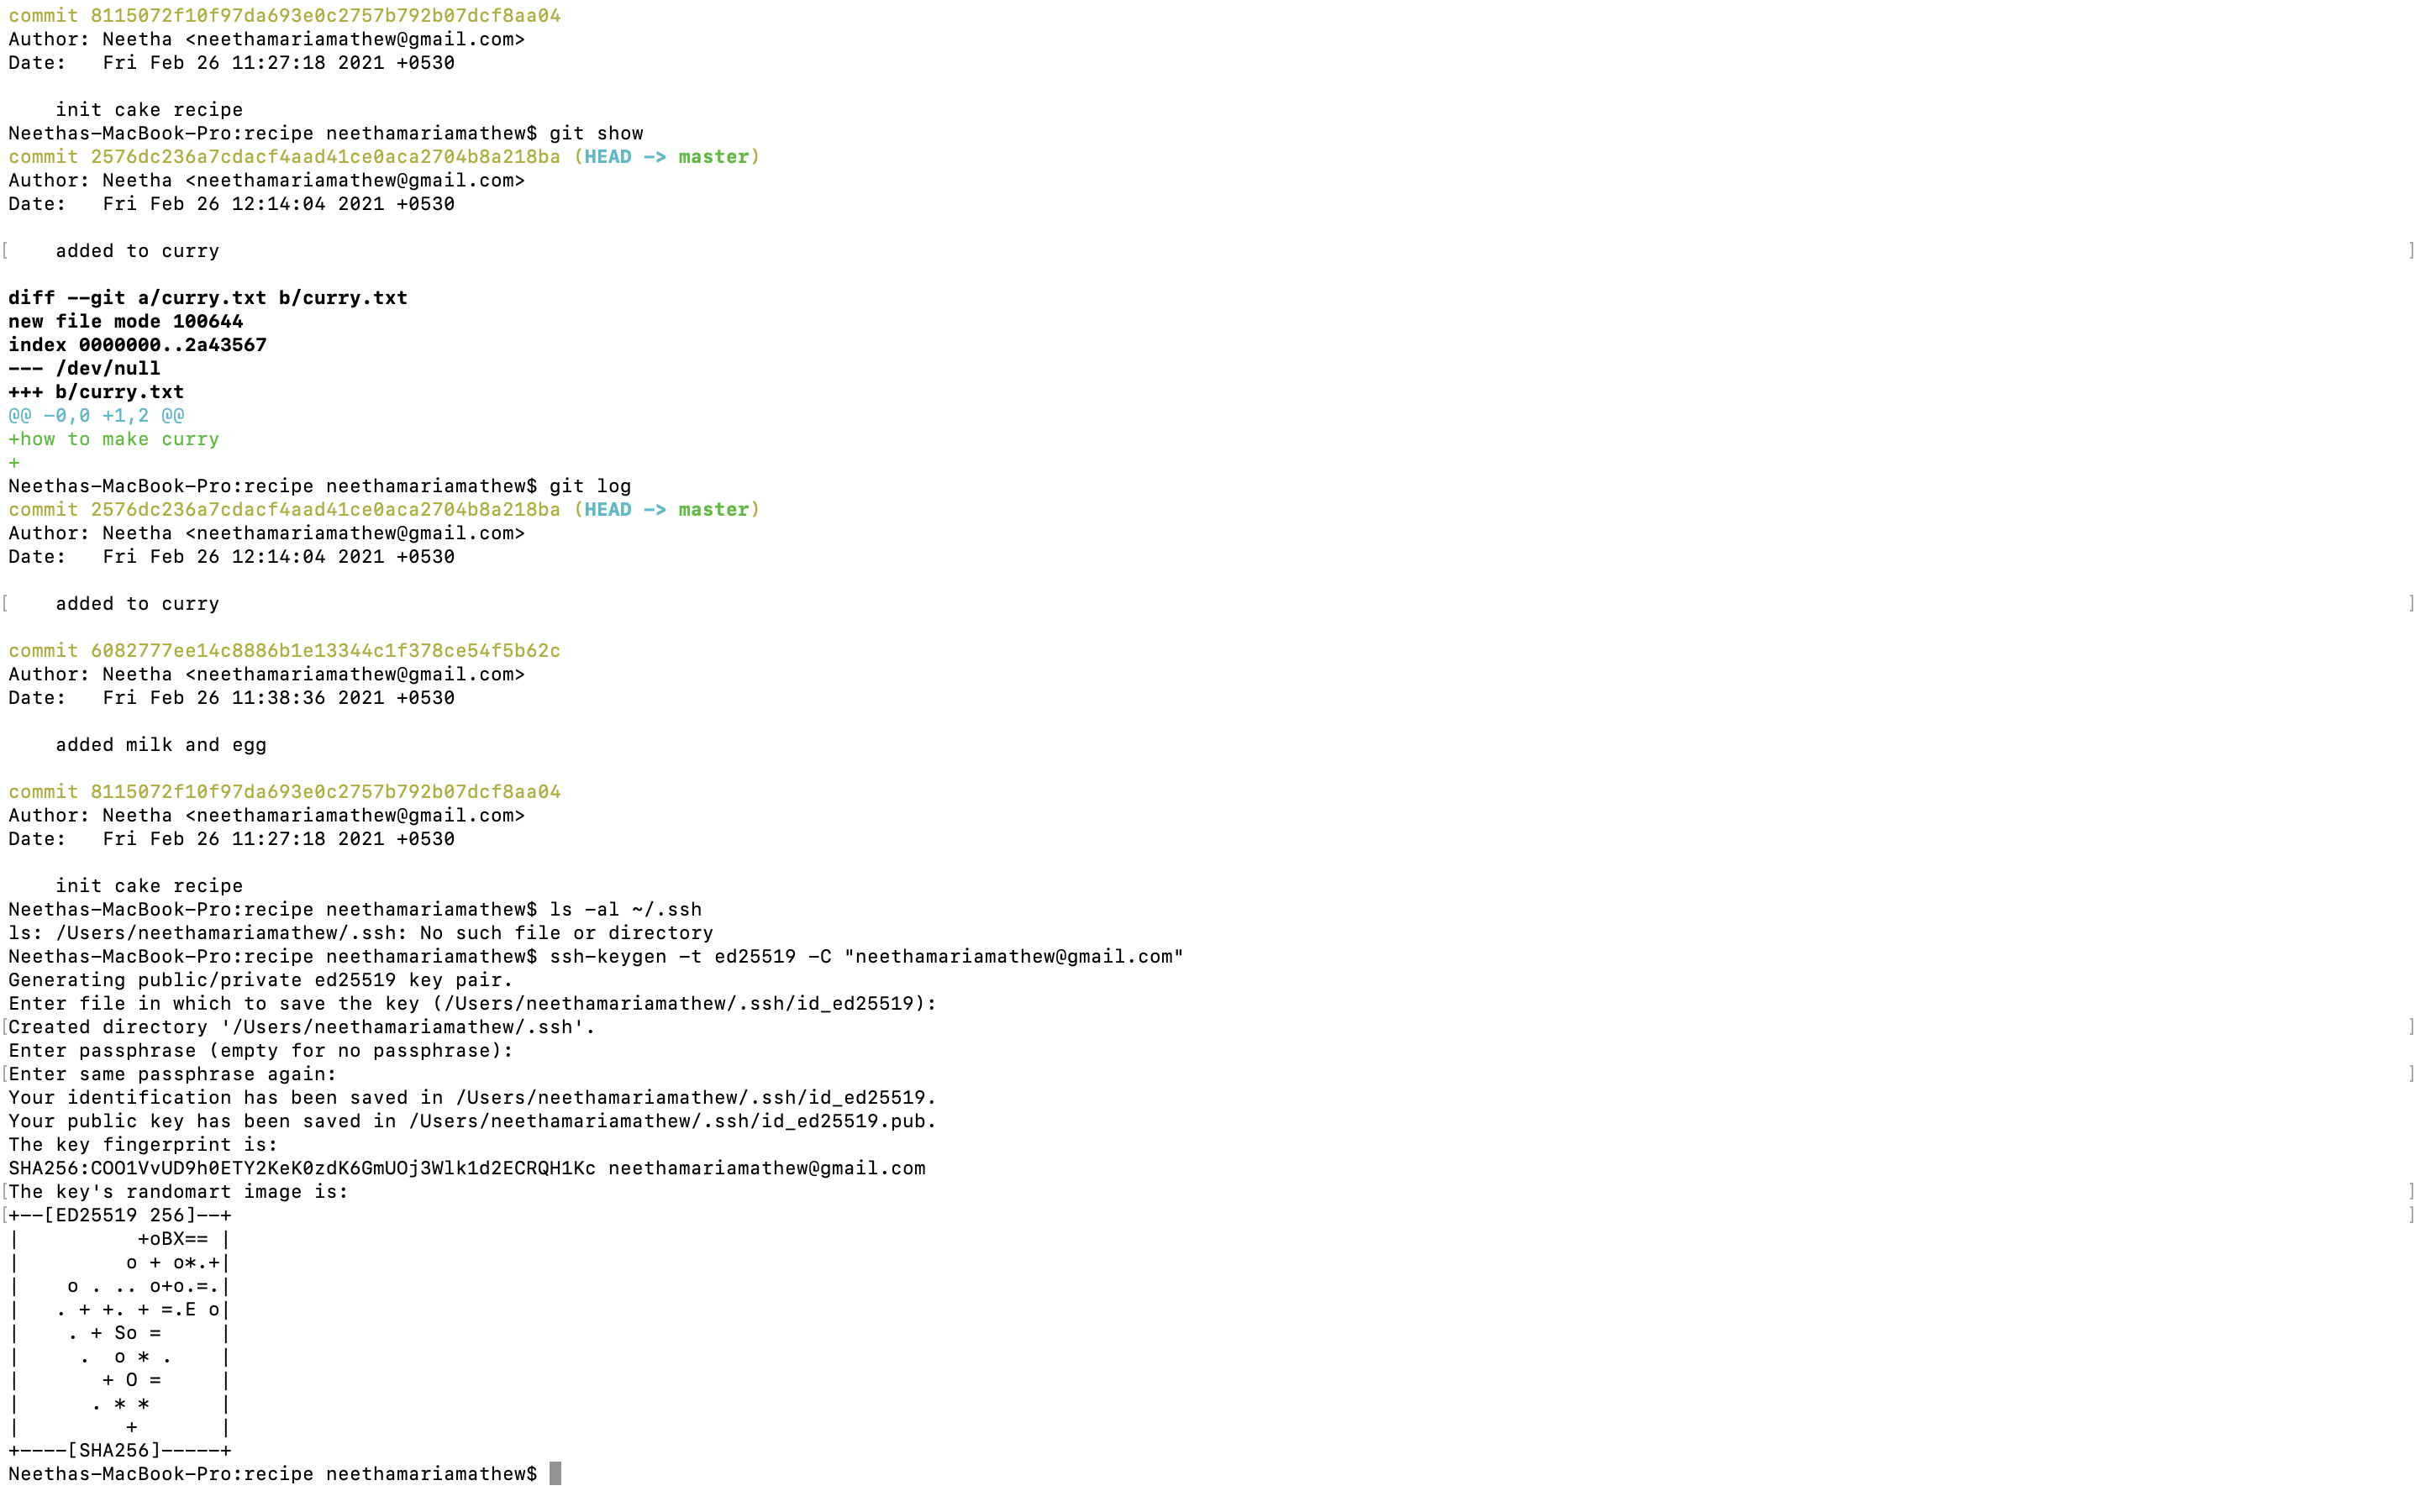 commit 8115072f10f97da693e0c2757b792b07dcf8aa04
Author: Neetha <neethamariamathew@gmail.com>
Date:   Fri Feb 26 11:27:18 2021 +0530

    init cake recipe
Neethas-MacBook-Pro:recipe neethamariamathew$ git show
commit 2576dc236a7cdacf4aad41ce0aca2704b8a218ba (HEAD -> master)
Author: Neetha <neethamariamathew@gmail.com>
Date:   Fri Feb 26 12:14:04 2021 +0530

[    added to curry ]

diff --git a/curry.txt b/curry.txt
new file mode 100644
index 0000000..2a43567
--- /dev/null
+++ b/curry.txt
@@ -0,0 +1,2 @@
+how to make curry
+
Neethas-MacBook-Pro:recipe neethamariamathew$ git log
commit 2576dc236a7cdacf4aad41ce0aca2704b8a218ba (HEAD -> master)
Author: Neetha <neethamariamathew@gmail.com>
Date:   Fri Feb 26 12:14:04 2021 +0530

[    added to curry ]

commit 6082777ee14c8886b1e13344c1f378ce54f5b62c
Author: Neetha <neethamariamathew@gmail.com>
Date:   Fri Feb 26 11:38:36 2021 +0530

    added milk and egg

commit 8115072f10f97da693e0c2757b792b07dcf8aa04
Author: Neetha <neethamariamathew@gmail.com>
Date:   Fri Feb 26 11:27:18 2021 +0530

    init cake recipe
Neethas-MacBook-Pro:recipe neethamariamathew$ ls -al ~/.ssh
ls: /Users/neethamariamathew/.ssh: No such file or directory
Neethas-MacBook-Pro:recipe neethamariamathew$ ssh-keygen -t ed25519 -C "neethamariamathew@gmail.com"
Generating public/private ed25519 key pair.
Enter file in which to save the key (/Users/neethamariamathew/.ssh/id_ed25519):
[Created directory '/Users/neethamariamathew/.ssh'. ]
Enter passphrase (empty for no passphrase):
[Enter same passphrase again: ]
Your identification has been saved in /Users/neethamariamathew/.ssh/id_ed25519.
Your public key has been saved in /Users/neethamariamathew/.ssh/id_ed25519.pub.
The key fingerprint is:
SHA256:COO1VvUD9h0ETY2KeK0zdK6GmUOj3Wlk1d2ECRQH1Kc neethamariamathew@gmail.com
[The key's randomart image is: ]
[+--[ED25519 256]--+ ]
|          +oBX== |
|         o + o*.+|
|    o . .. o+o.=.|
|   . + +. + =.E o|
|    . + So =     |
|     .  o * .    |
|       + O =     |
|      . * *      |
|         +       |
+----[SHA256]-----+
Neethas-MacBook-Pro:recipe neethamariamathew$